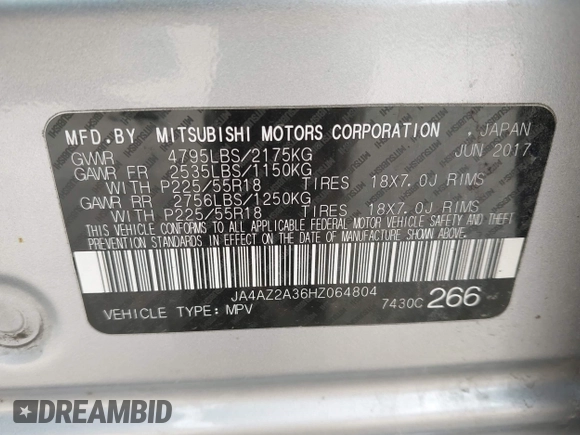 MFD.BY MITSUBISHI MOTORS CORPORATION , JAPAN
GVWR 4795LBS/2175KG JUN 2017
GAWR FR 2535LBS/1150KG
WITH P225/55R18 TIRES 18X7.0J RIMS
GAWR RR 2756LBS/1250KG
WITH P225/55R18 TIRES 18X7.0J RIMS
THIS VEHICLE CONFORMS TO ALL APPLICABLE FEDERAL MOTOR VEHICLE SAFETY AND THEFT
PREVENTION STANDARDS IN EFFECT ON THE DATE OF MANUFACTURE SHOWN ABOVE.
JA4AZ2A36HZ064804
VEHICLE TYPE: MPV 7430C 266
DREAMBID